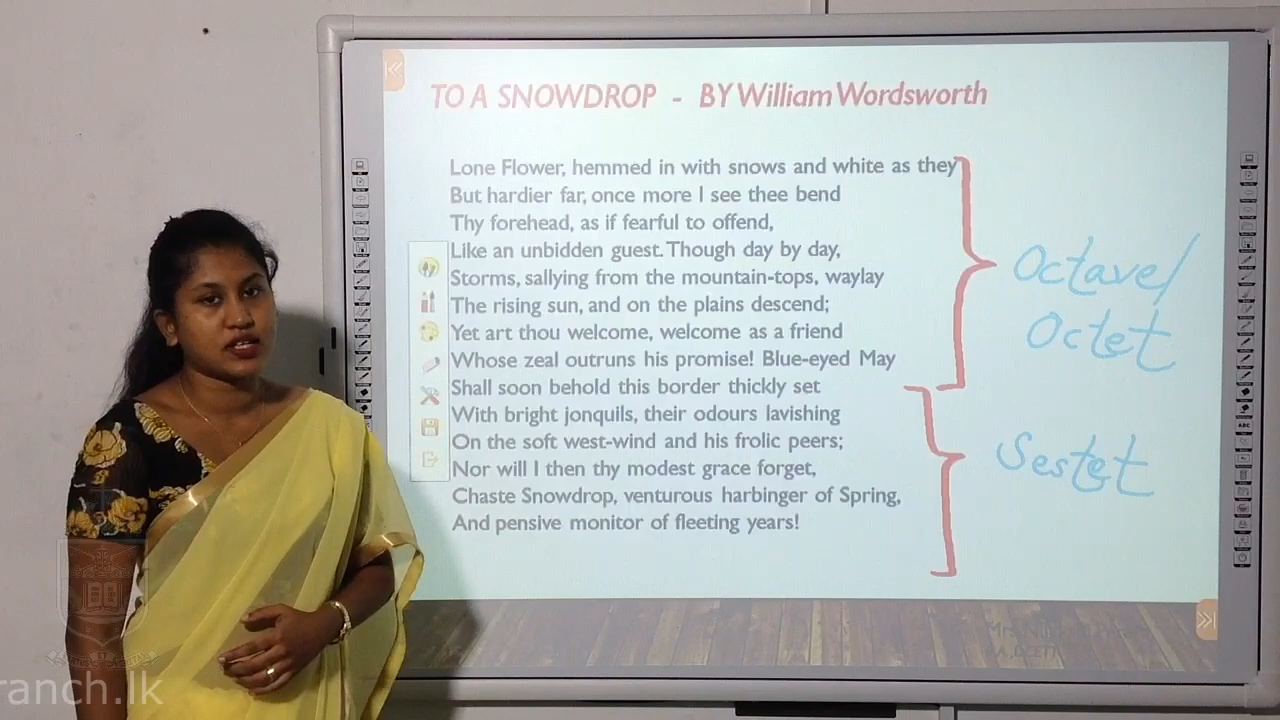 TO A SNOWDROP - BY William Wordsworth
Lone Flower, hemmed in with snows and white as they
But hardier far, once more I see thee bend
Thy forehead, as if fearful to offend,
Like an unbidden guest. Though day by day,
Storms, sallying from the mountain-tops, waylay
The rising sun, and on the plains descend;
Yet art thou welcome, welcome as a friend
Whose zeal outruns his promise! Blue-eyed May
Shall soon behold this border thickly set
With bright jonquils, their odours lavishing
On the soft west-wind and his frolic peers;
Nor will I then thy modest grace forget,
Chaste Snowdrop, venturous harbinger of Spring,
And pensive monitor of fleeting years!
Octave/
Octet
Sestet
ranch.lk